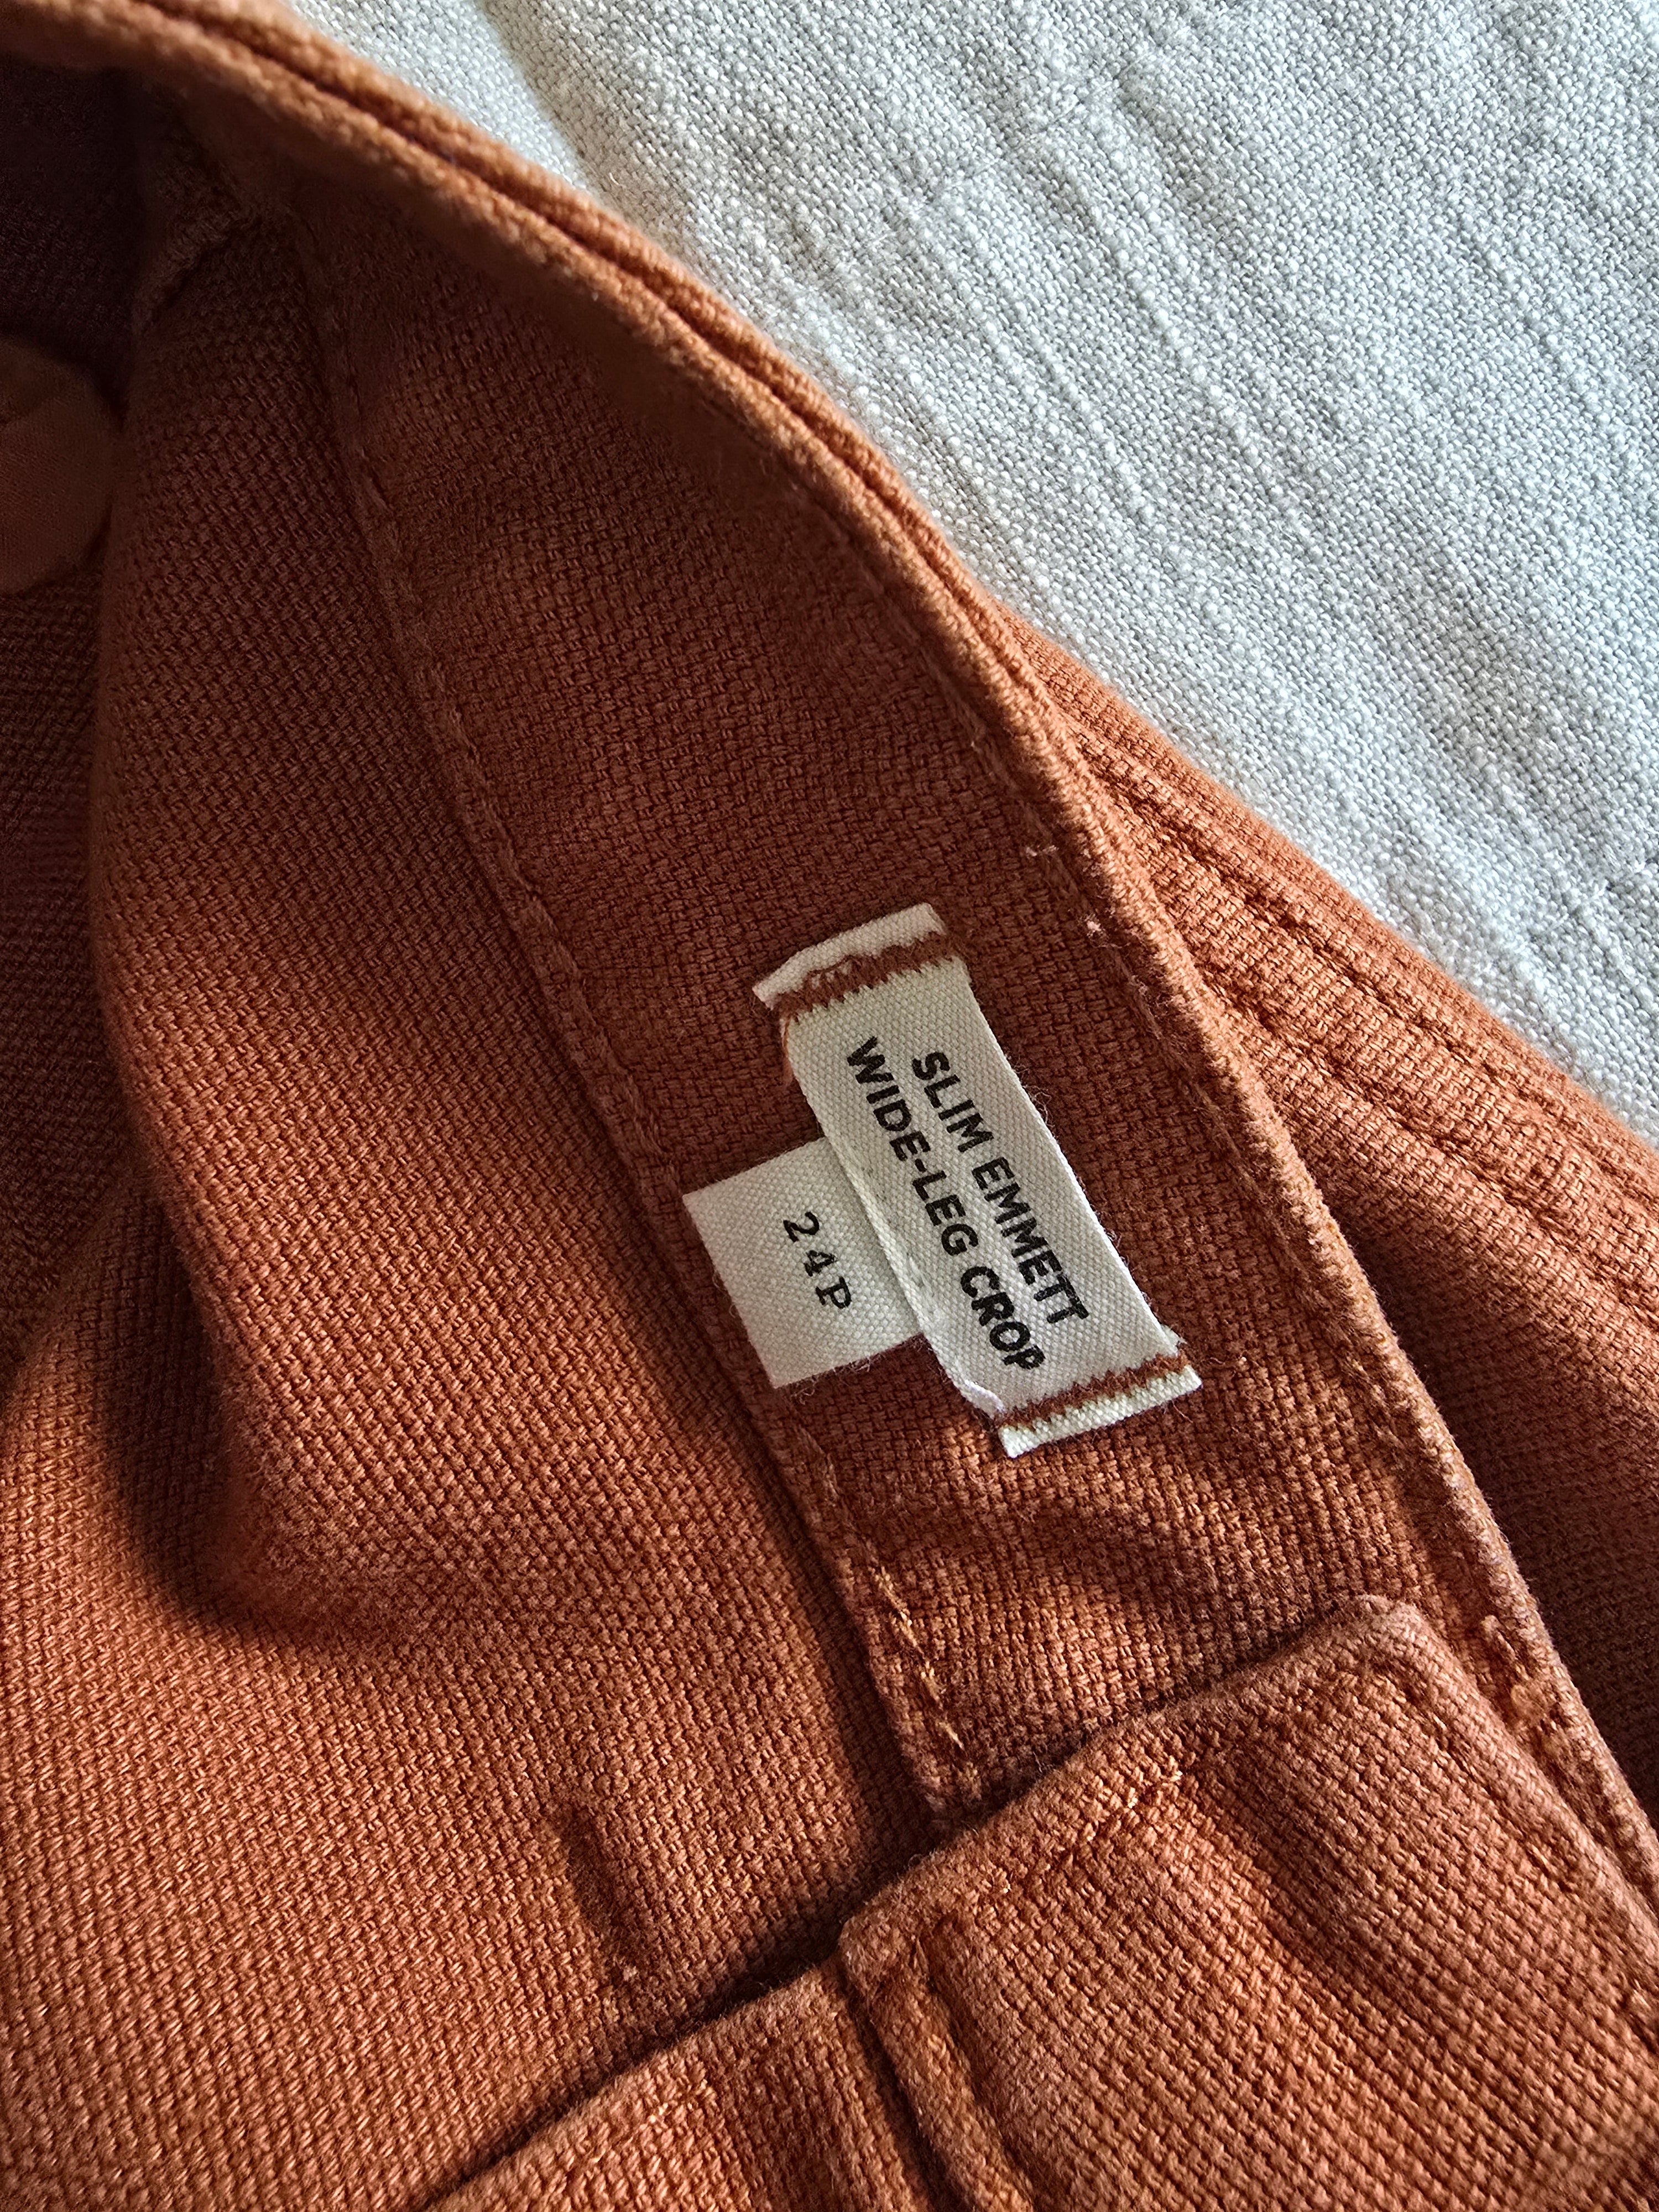 SLIM EMMETT
WIDE-LEG CROP
24P